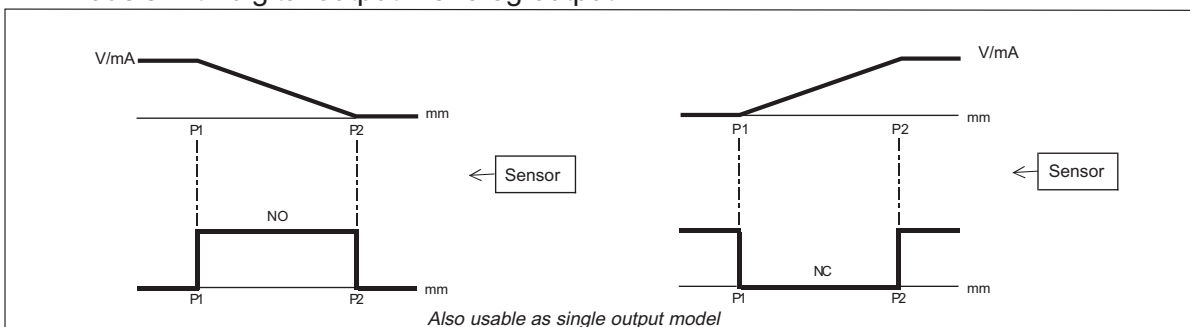 V/mA
mm
P1 P2
Sensor
NO
mm
P1 P2
V/mA
mm
P1 P2
Sensor
NC
mm
P1 P2
Also usable as single output model